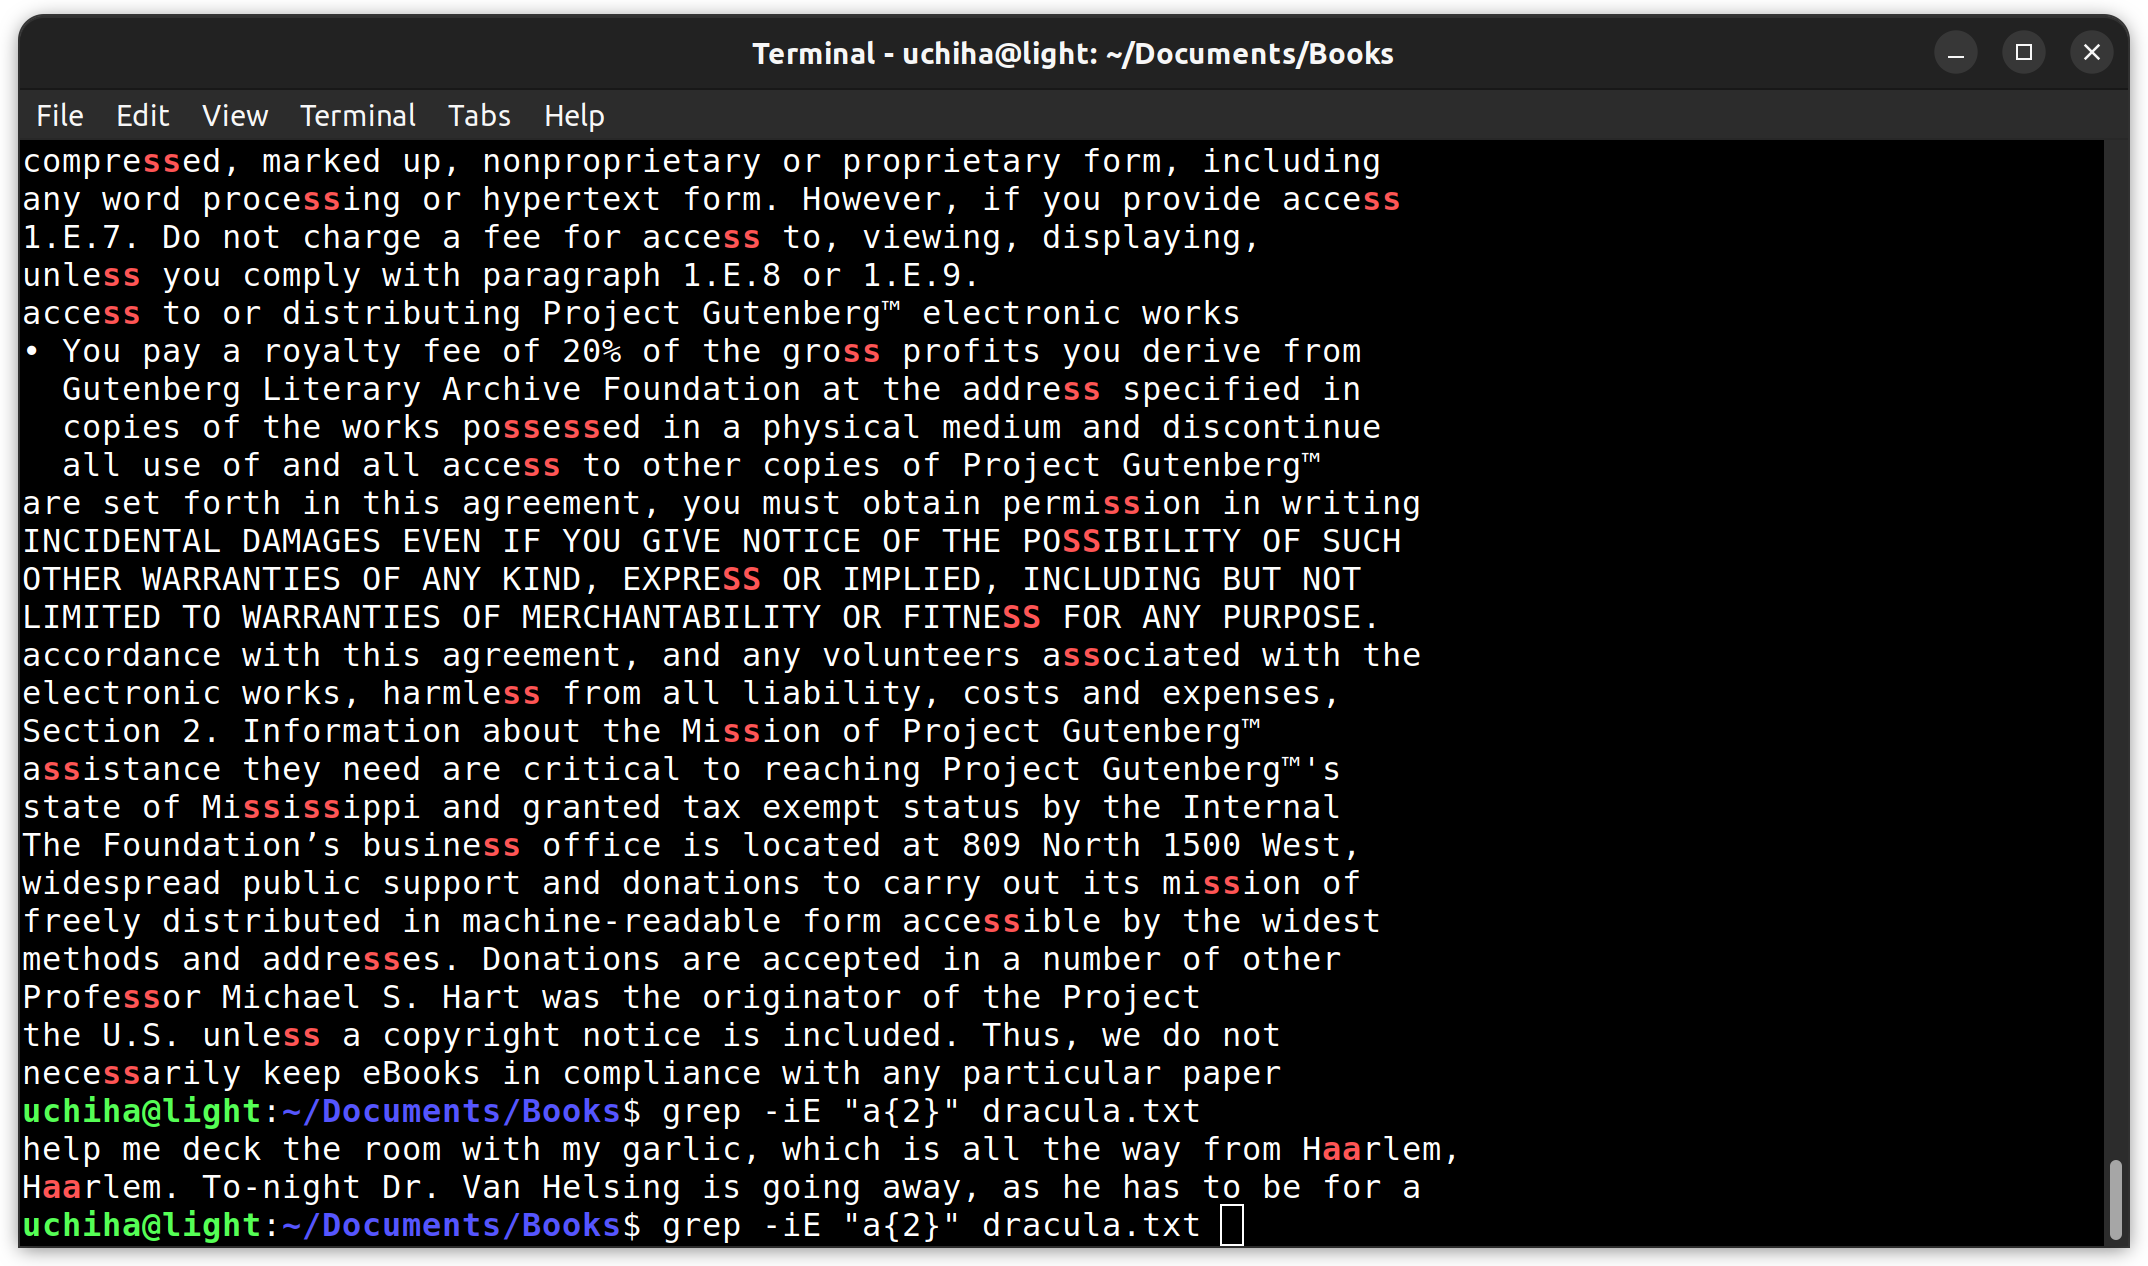 Terminal - uchiha@light: ~/Documents/Books
File Edit View Terminal Tabs Help
compressed, marked up, nonproprietary or proprietary form, including
any word processing or hypertext form. However, if you provide access
1.E.7. Do not charge a fee for access to, viewing, displaying,
unless you comply with paragraph 1.E.8 or 1.E.9.
access to or distributing Project Gutenberg™ electronic works
• You pay a royalty fee of 20% of the gross profits you derive from
  Gutenberg Literary Archive Foundation at the address specified in
  copies of the works possessed in a physical medium and discontinue
  all use of and all access to other copies of Project Gutenberg™
are set forth in this agreement, you must obtain permission in writing
INCIDENTAL DAMAGES EVEN IF YOU GIVE NOTICE OF THE POSSIBILITY OF SUCH
OTHER WARRANTIES OF ANY KIND, EXPRESS OR IMPLIED, INCLUDING BUT NOT
LIMITED TO WARRANTIES OF MERCHANTABILITY OR FITNESS FOR ANY PURPOSE.
accordance with this agreement, and any volunteers associated with the
electronic works, harmless from all liability, costs and expenses,
Section 2. Information about the Mission of Project Gutenberg™
assistance they need are critical to reaching Project Gutenberg™'s
state of Mississippi and granted tax exempt status by the Internal
The Foundation’s business office is located at 809 North 1500 West,
widespread public support and donations to carry out its mission of
freely distributed in machine-readable form accessible by the widest
methods and addresses. Donations are accepted in a number of other
Professor Michael S. Hart was the originator of the Project
the U.S. unless a copyright notice is included. Thus, we do not
necessarily keep eBooks in compliance with any particular paper
uchiha@light:~/Documents/Books$ grep -iE "a{2}" dracula.txt
help me deck the room with my garlic, which is all the way from Haarlem,
Haarlem. To-night Dr. Van Helsing is going away, as he has to be for a
uchiha@light:~/Documents/Books$ grep -iE "a{2}" dracula.txt